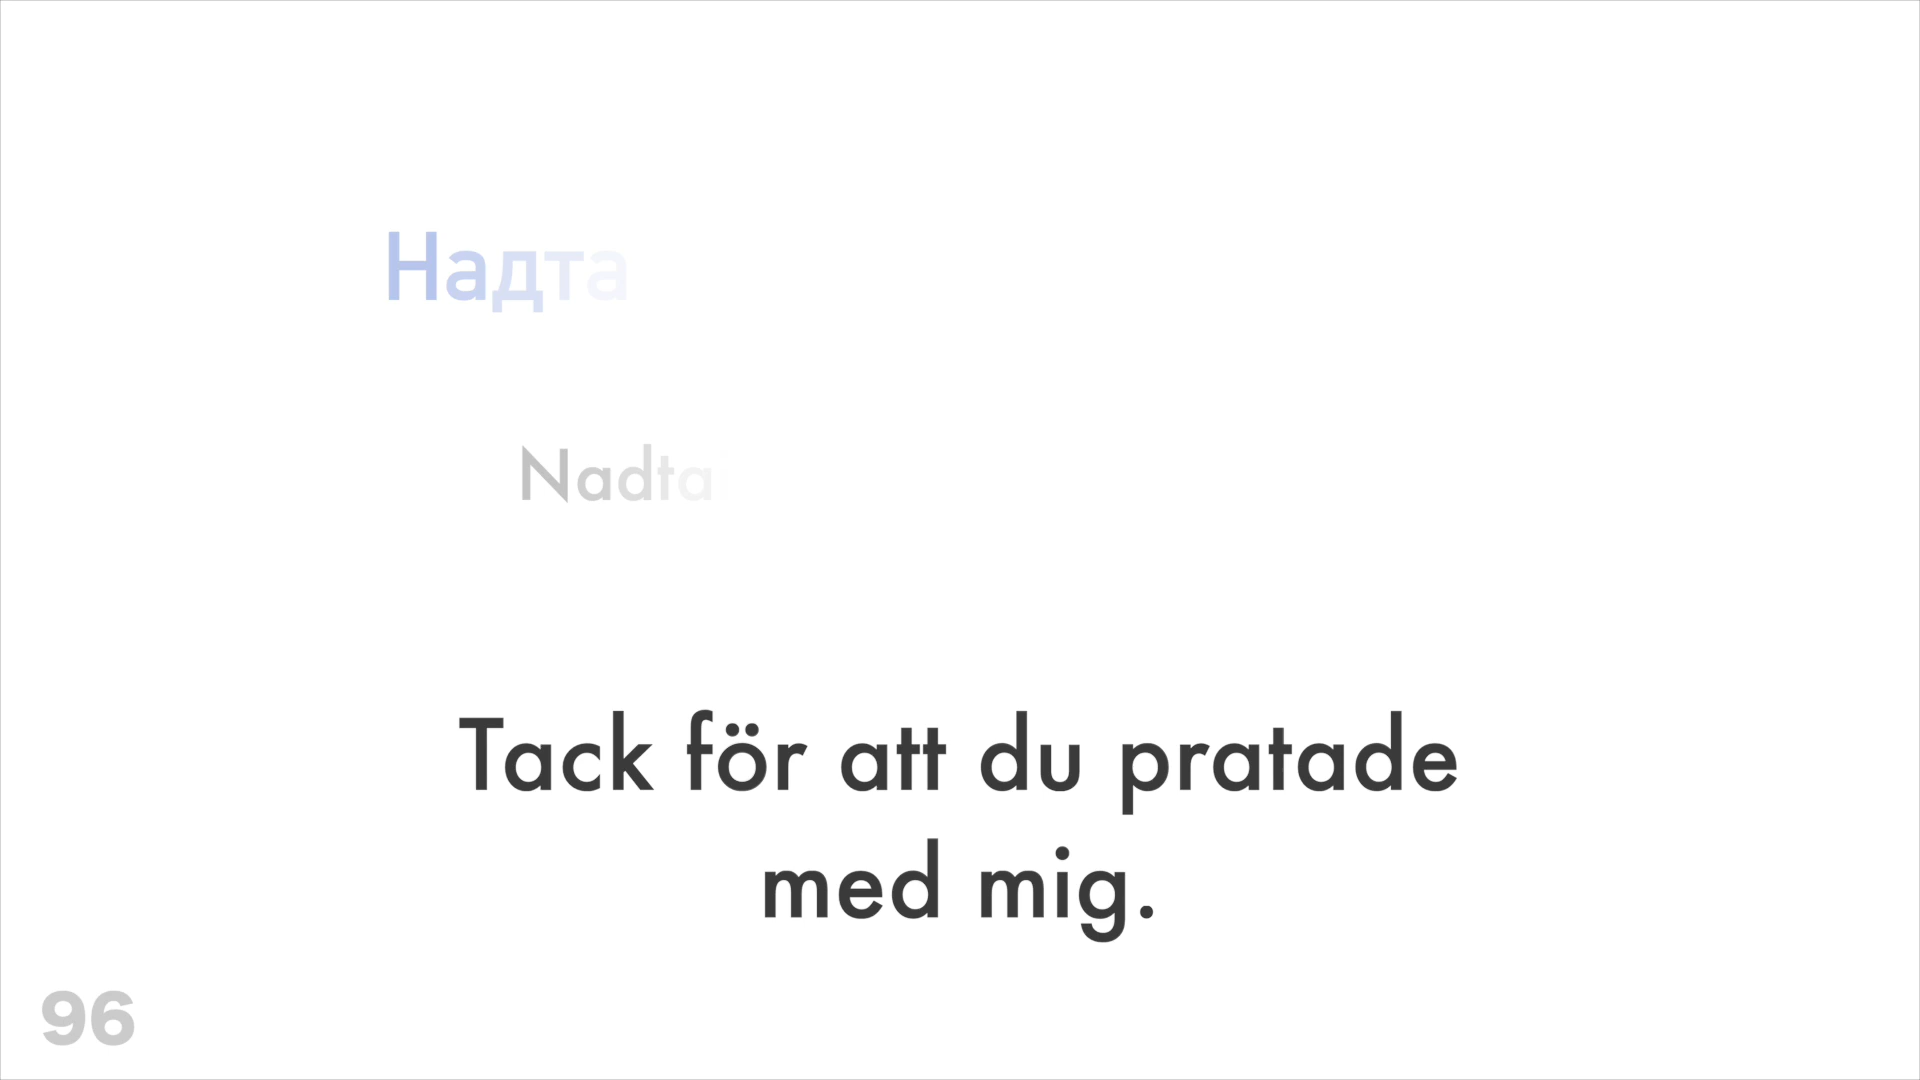 Надта
Nadta
Tack för att du pratade
med mig.
96